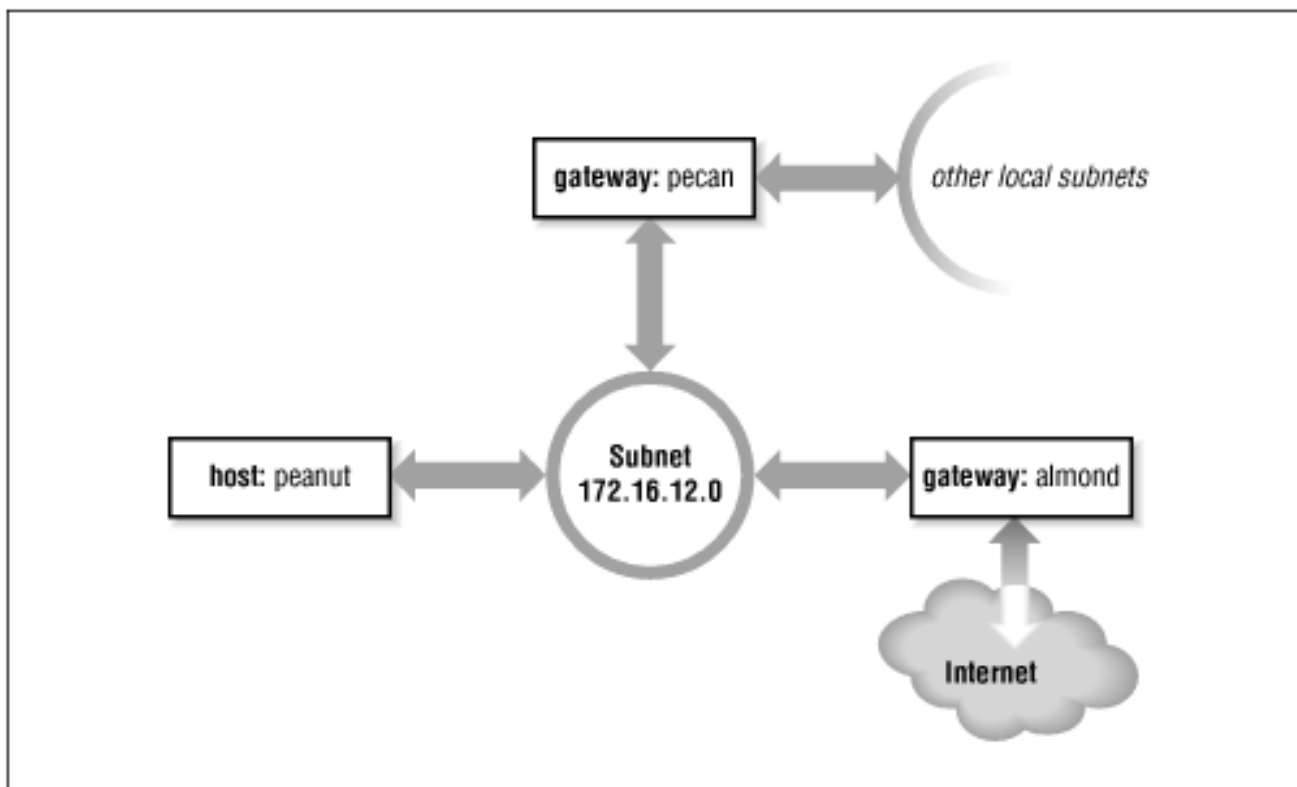 gateway: pecan
other local subnets
host: peanut
Subnet
172.16.12.0
gateway: almond
Internet